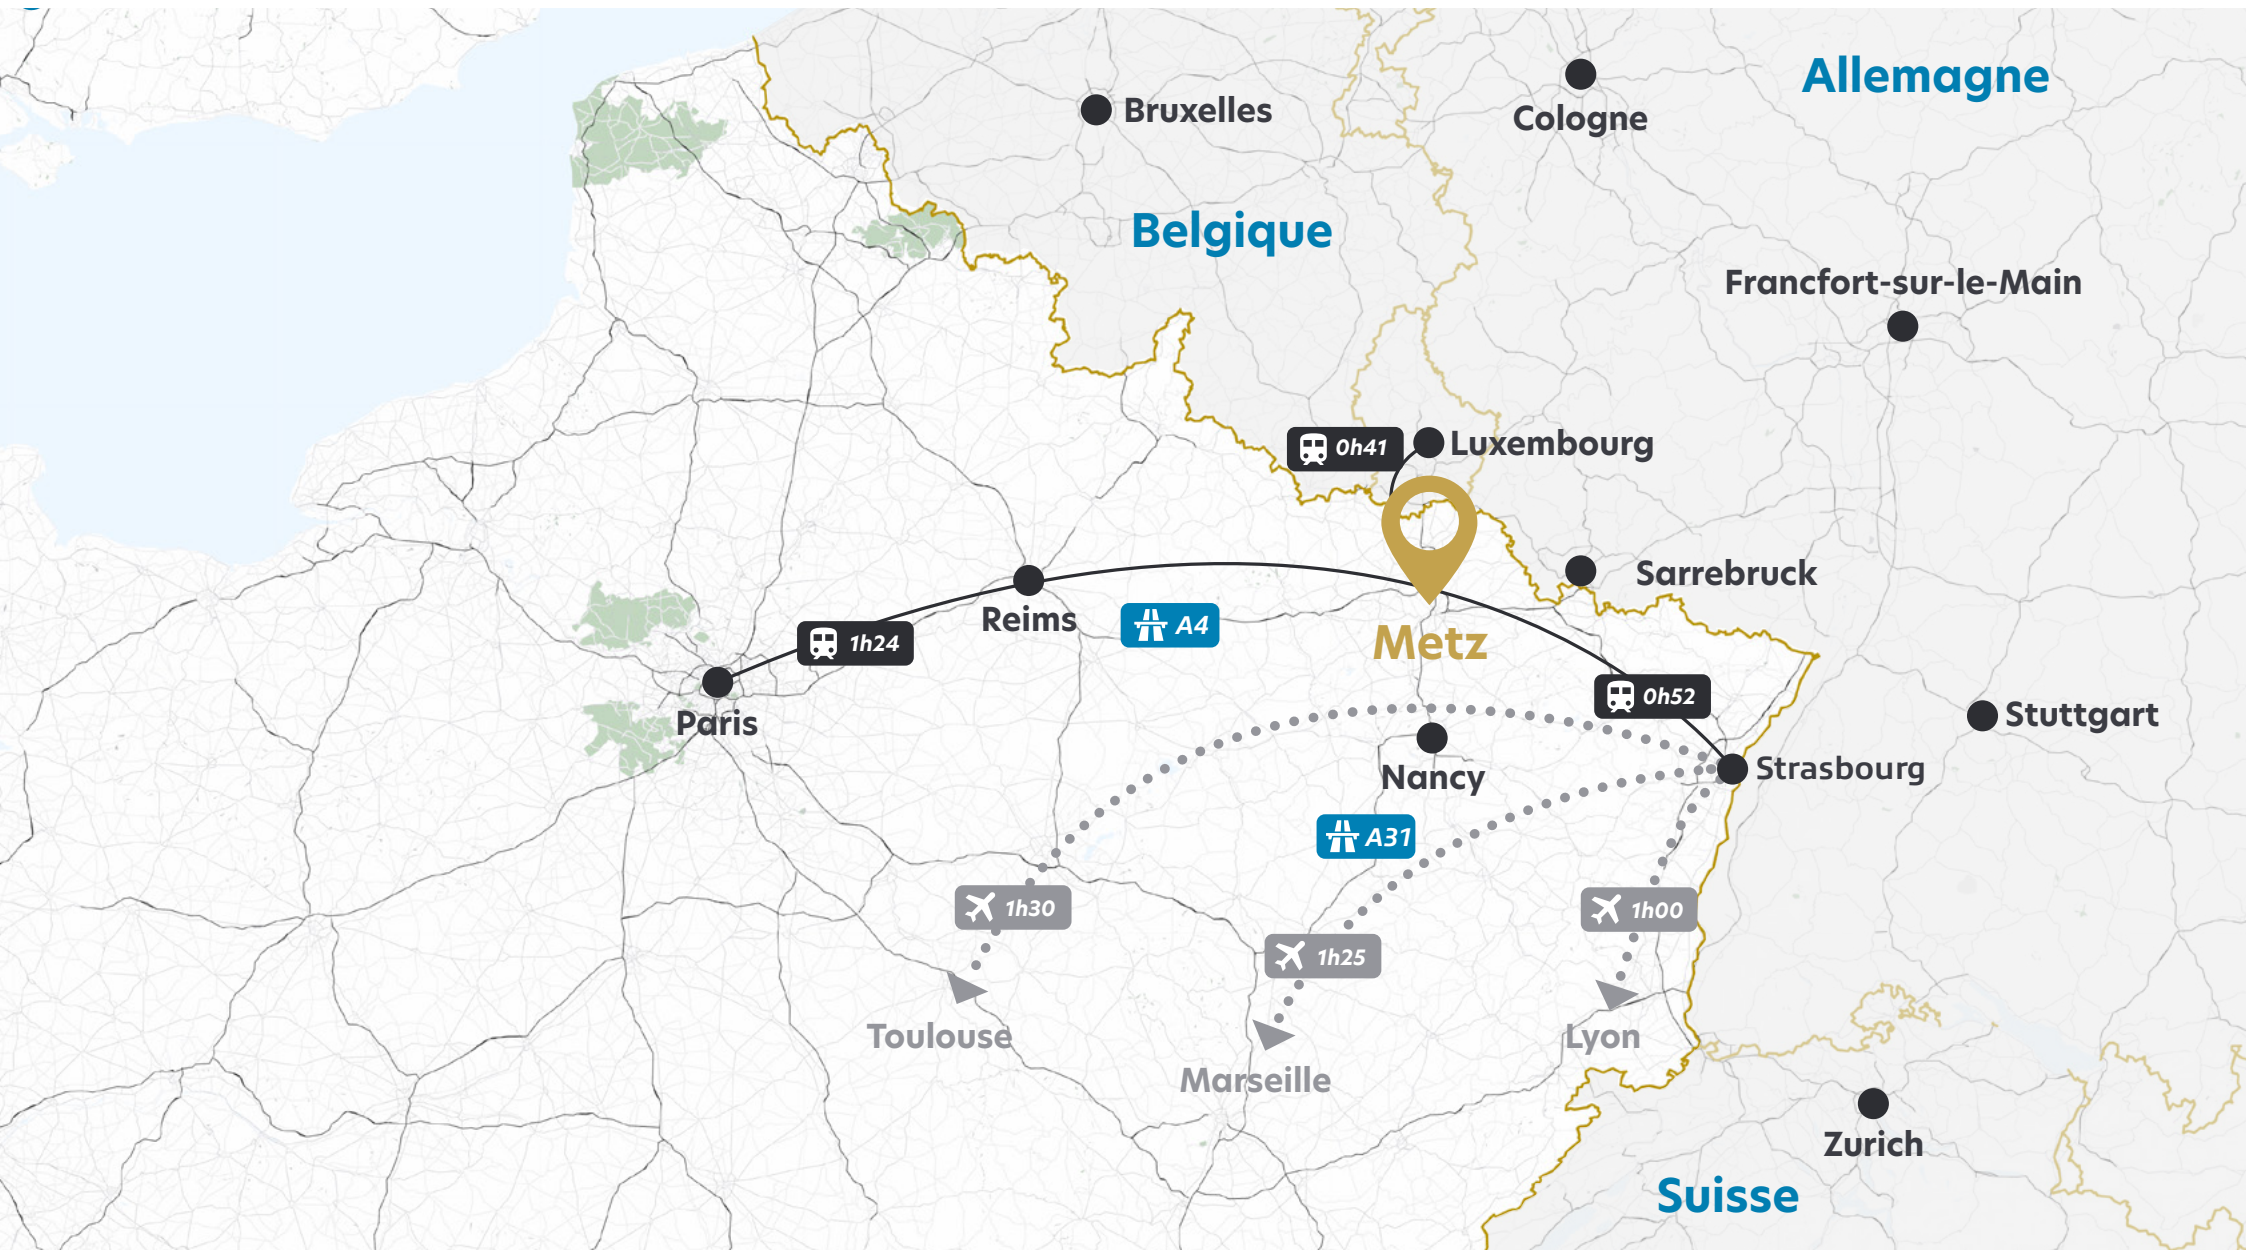 Allemagne
Bruxelles
Cologne
Belgique
Francfort-sur-le-Main
0h41
Luxembourg
Sarrebruck
Reims
A4
1h24
Metz
0h52
Paris
Stuttgart
Nancy
Strasbourg
A31
1h30
1h00
1h25
Toulouse
Lyon
Marseille
Zurich
Suisse